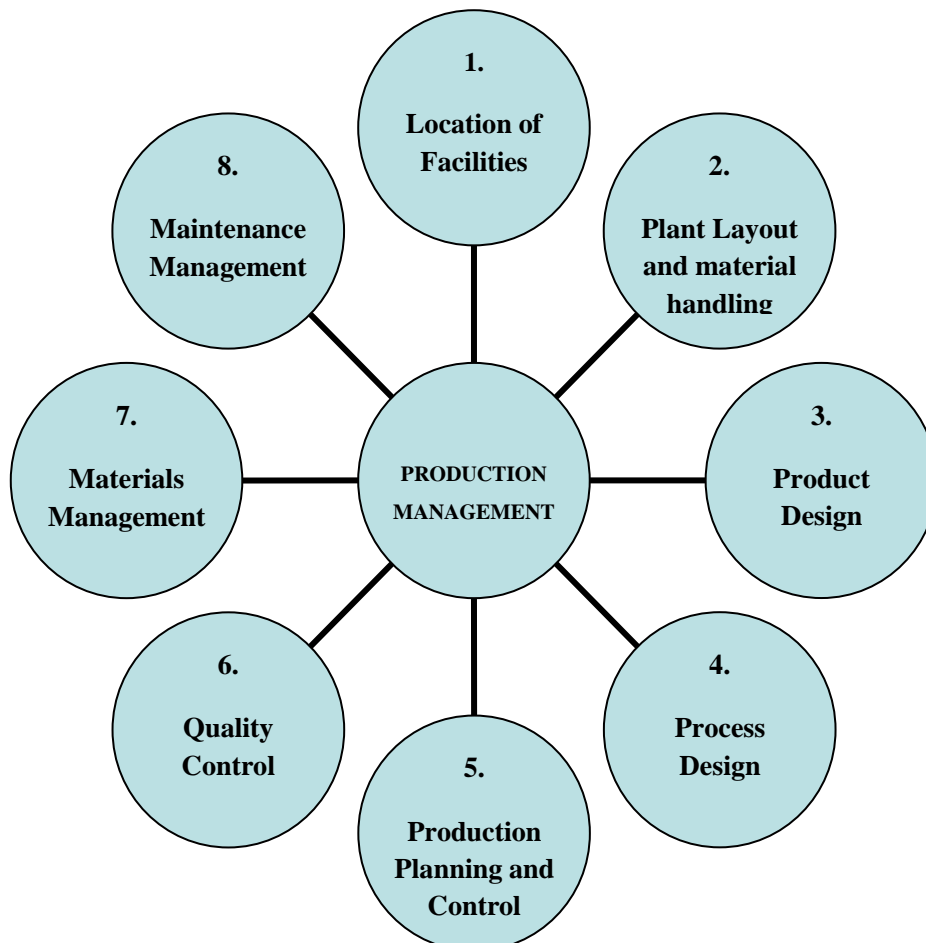 1.
Location of
Facilities
2.
Plant Layout
and material
handling
3.
Product
Design
4.
Process
Design
5.
Production
Planning and
Control
6.
Quality
Control
7.
Materials
Management
8.
Maintenance
Management
PRODUCTION
MANAGEMENT